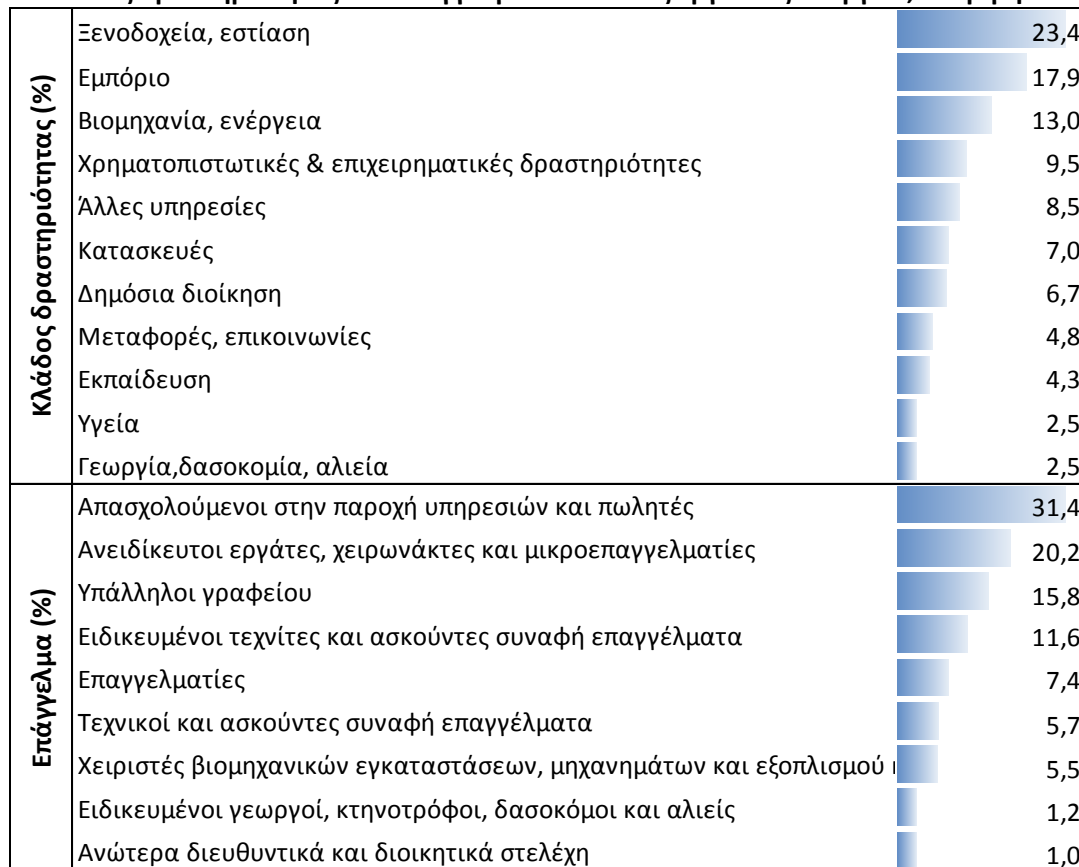 Κλάδος δραστηριότητας (%)
Ξενοδοχεία, εστίαση 23,4
Εμπόριο 17,9
Βιομηχανία, ενέργεια 13,0
Χρηματοπιστωτικές & επιχειρηματικές δραστηριότητες 9,5
Άλλες υπηρεσίες 8,5
Κατασκευές 7,0
Δημόσια διοίκηση 6,7
Μεταφορές, επικοινωνίες 4,8
Εκπαίδευση 4,3
Υγεία 2,5
Γεωργία,δασοκομία, αλιεία 2,5
Επάγγελμα (%)
Απασχολούμενοι στην παροχή υπηρεσιών και πωλητές 31,4
Ανειδίκευτοι εργάτες, χειρωνάκτες και μικροεπαγγελματίες 20,2
Υπάλληλοι γραφείου 15,8
Ειδικευμένοι τεχνίτες και ασκούντες συναφή επαγγέλματα 11,6
Επαγγελματίες 7,4
Τεχνικοί και ασκούντες συναφή επαγγέλματα 5,7
Χειριστές βιομηχανικών εγκαταστάσεων, μηχανημάτων και εξοπλισμού 5,5
Ειδικευμένοι γεωργοί, κτηνοτρόφοι, δασοκόμοι και αλιείς 1,2
Ανώτερα διευθυντικά και διοικητικά στελέχη 1,0